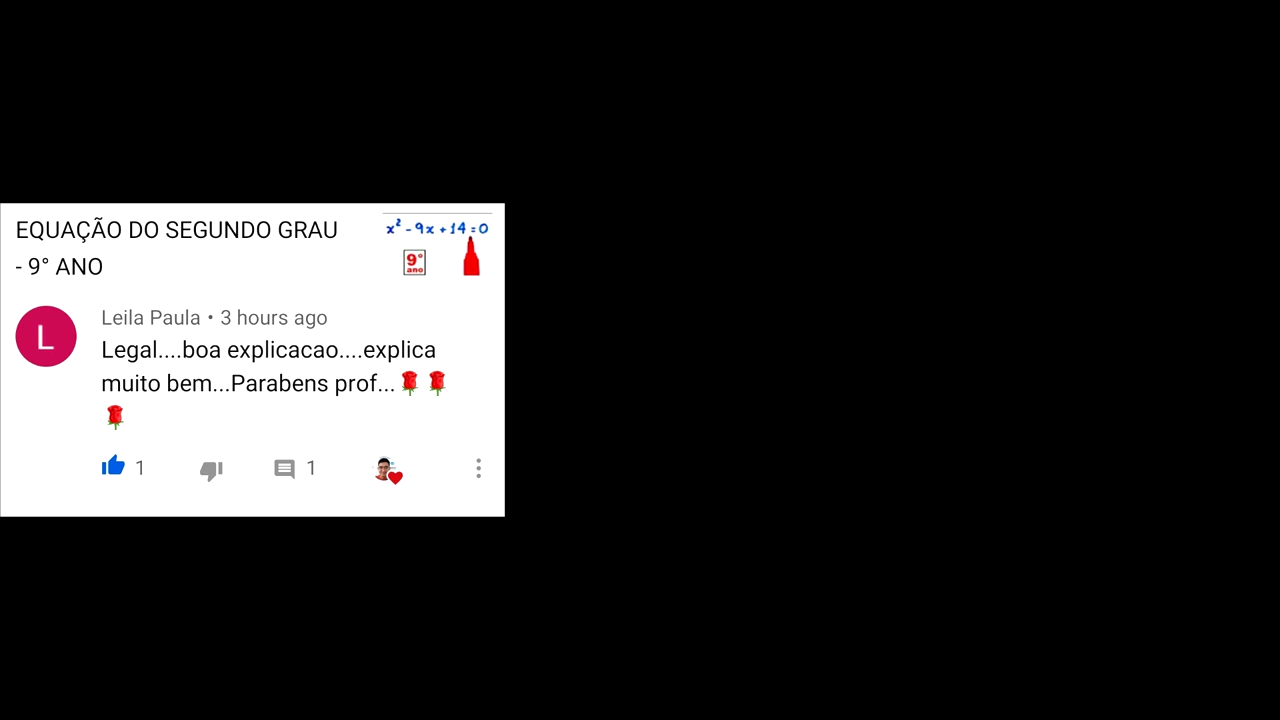 EQUAÇÃO DO SEGUNDO GRAU
- 9° ANO
x² - 9x + 14 = 0
9°
ano
L
Leila Paula • 3 hours ago
Legal....boa explicacao....explica
muito bem...Parabens prof...🌹🌹
🌹
1
1